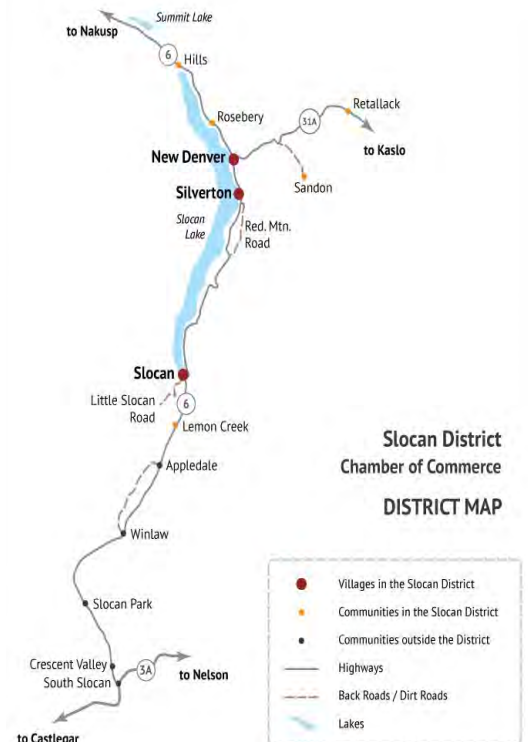 Summit Lake
to Nakusp
6
Hills
Retallack
Rosebery
31A
to Kaslo
New Denver
Sandon
Silverton
Slocan
Lake
Red. Mtn.
Road
Slocan
Little Slocan
Road
6
Lemon Creek
Appledale
Winlaw
Slocan Park
Crescent Valley
South Slocan
3A
to Nelson
to Castlegar
Slocan District
Chamber of Commerce
DISTRICT MAP
Villages in the Slocan District
Communities in the Slocan District
Communities outside the District
Highways
Back Roads / Dirt Roads
Lakes